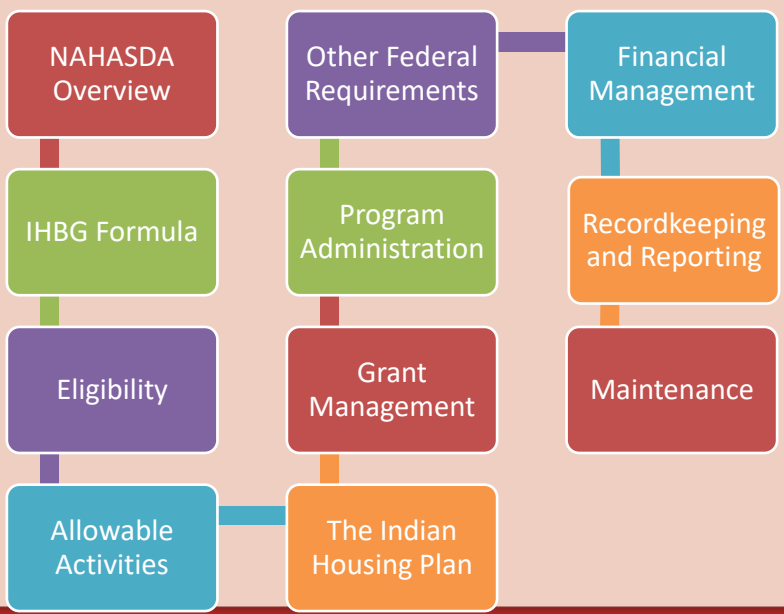 NAHASDA
Overview
IHBG Formula
Eligibility
Allowable
Activities
The Indian
Housing Plan
Grant
Management
Program
Administration
Other Federal
Requirements
Financial
Management
Recordkeeping
and Reporting
Maintenance